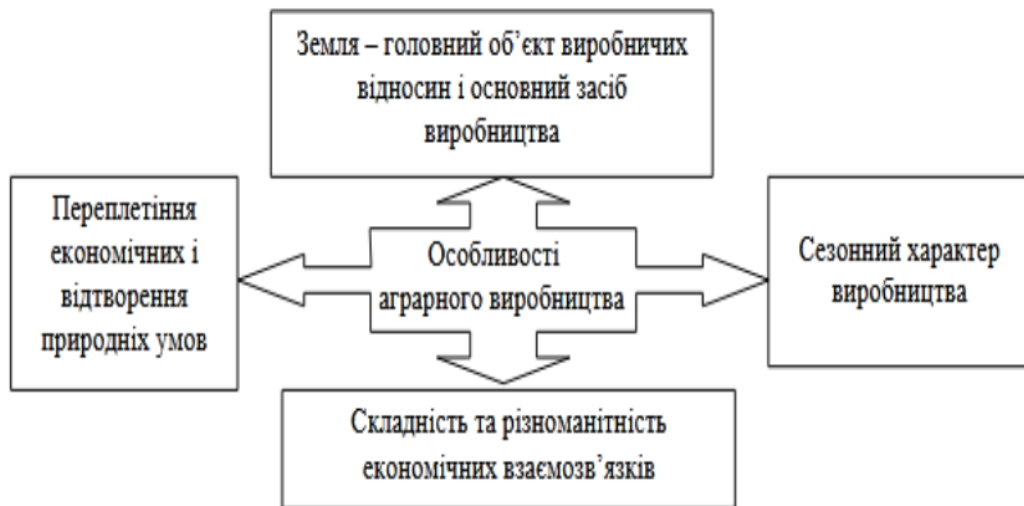 Земля – головний об’єкт виробничих
відносин і основний засіб
виробництва
Переплетіння
економічних і
відтворення
природніх умов
Особливості
аграрного виробництва
Сезонний характер
виробництва
Складність та різноманітність
економічних взаємозв’язків